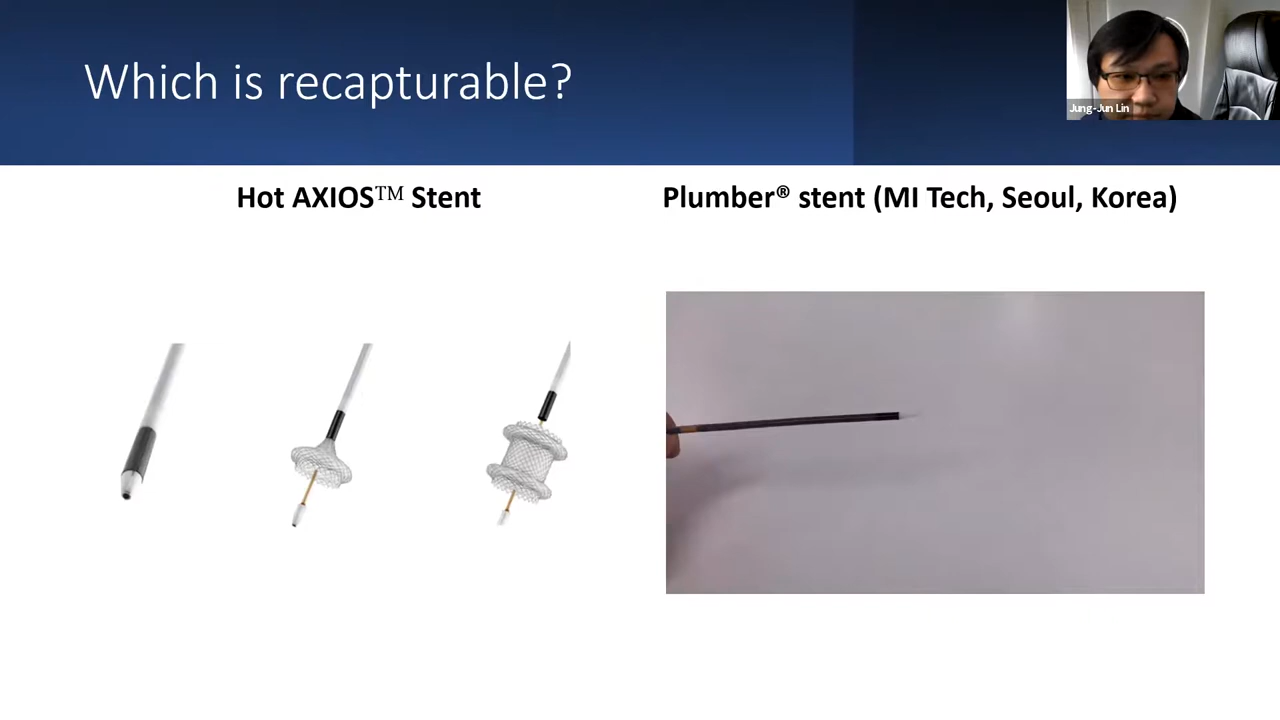 Which is recapturable?
Jung-Jun Lin
Hot AXIOS™ Stent
Plumber® stent (MI Tech, Seoul, Korea)